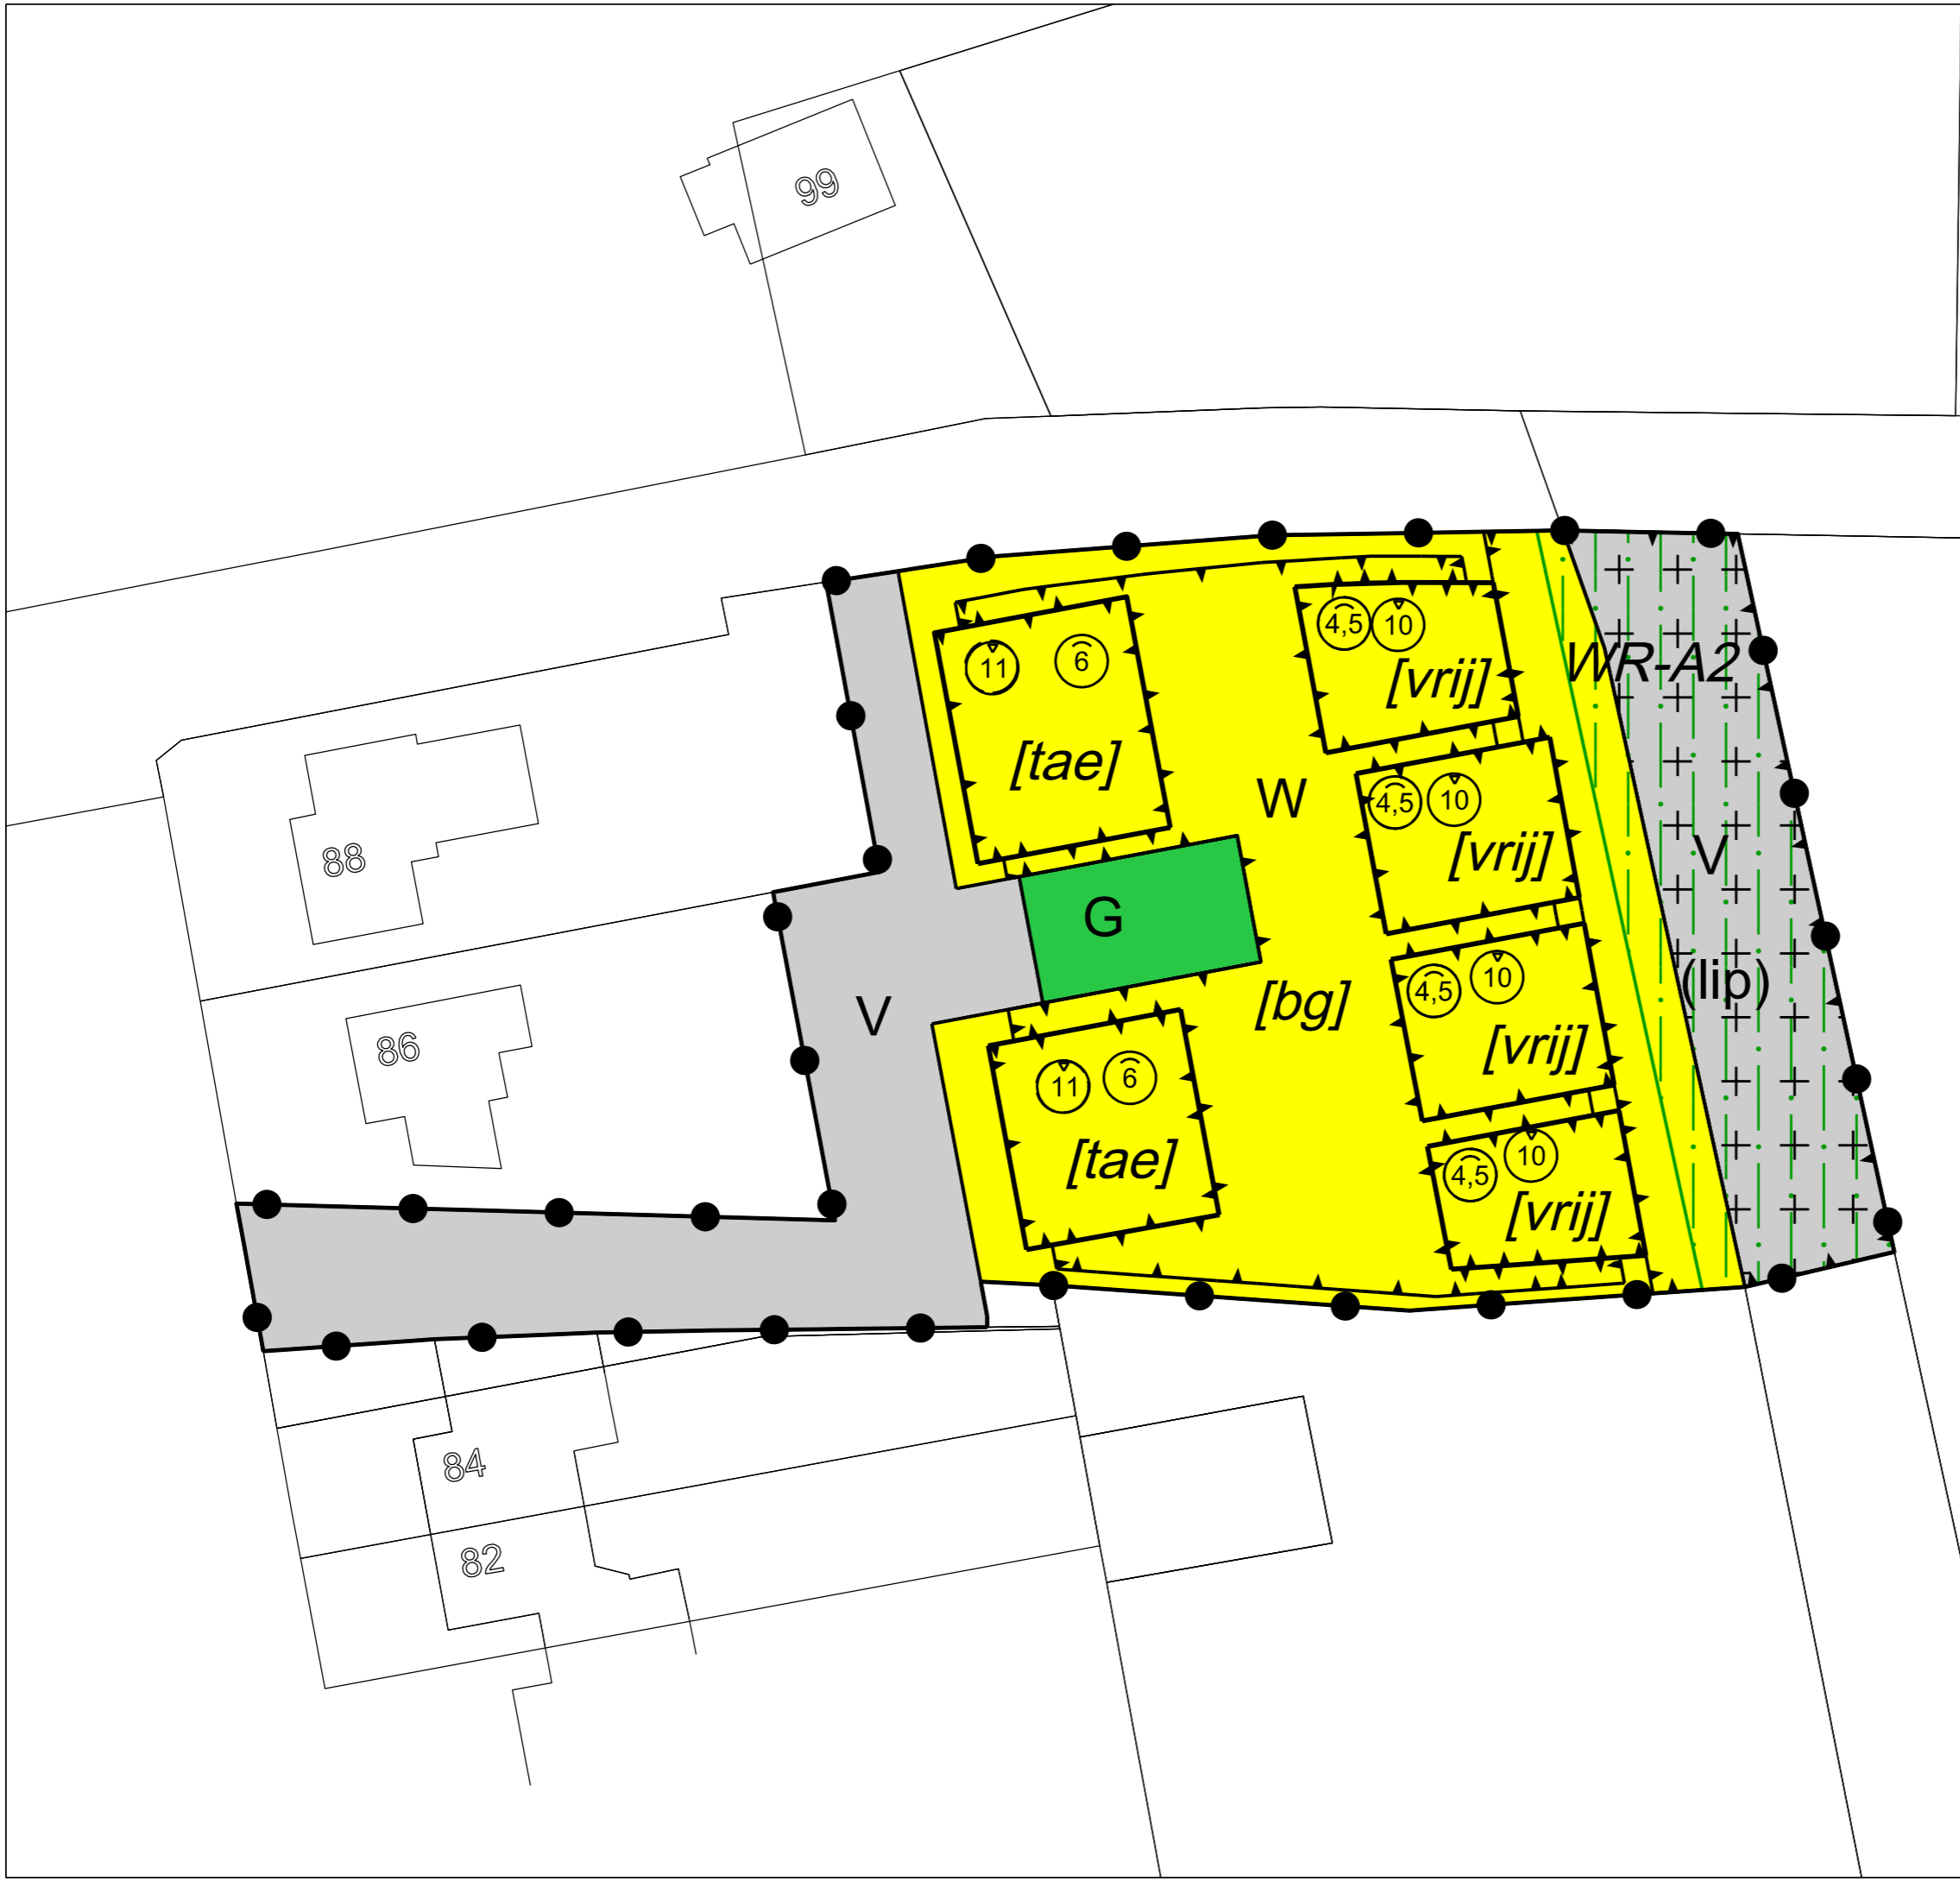 99
4,5 10
11 6
[vrij]
WR-A2
[tae]
W
4,5 10
[vrij]
V
88
G
4,5 10
(lip)
[bg]
V
86
[vrij]
11 6
4,5 10
[tae]
[vrij]
84
82